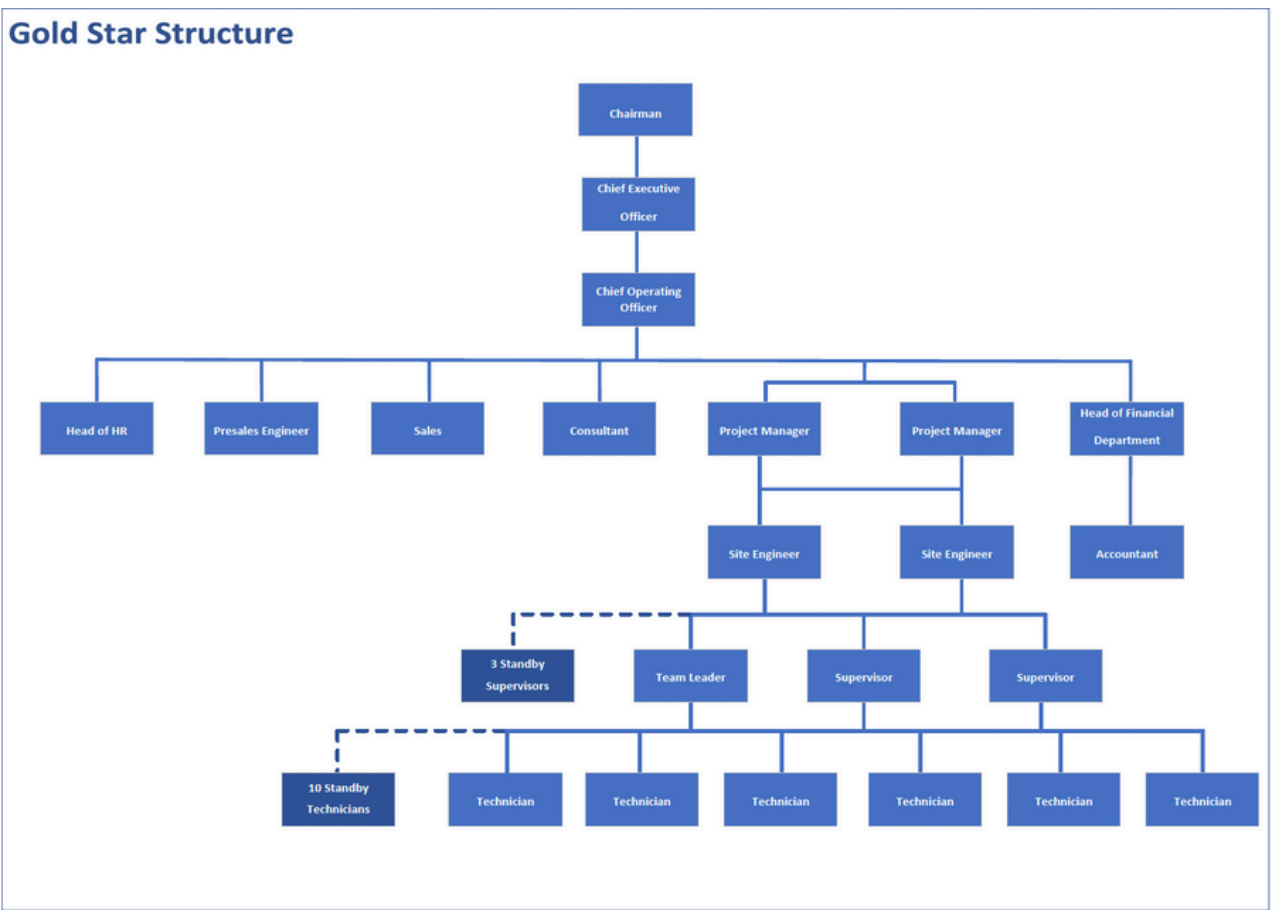 Gold Star Structure
Chairman
Chief Executive
Officer
Chief Operating
Officer
Head of HR
Presales Engineer
Sales
Consultant
Project Manager
Project Manager
Head of Financial
Department
Site Engineer
Site Engineer
Accountant
3 Standby
Supervisors
Team Leader
Supervisor
Supervisor
10 Standby
Technicians
Technician
Technician
Technician
Technician
Technician
Technician